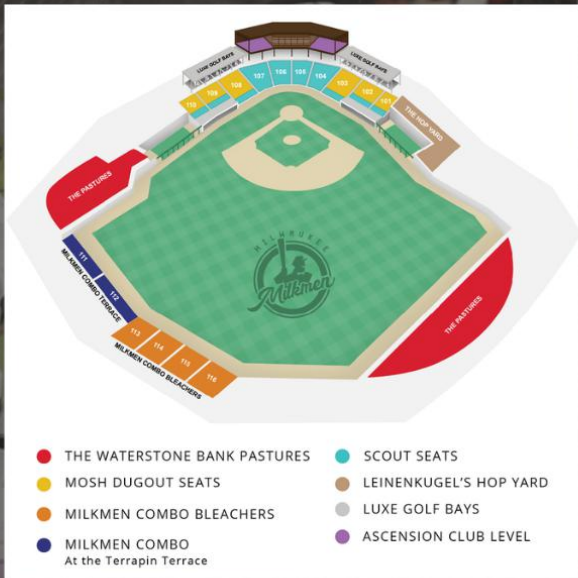 LUXE GOLF BAYS
LUXE GOLF BAYS
110
109
108
107
106
105
104
103
102
101
THE HOP YARD
THE PASTURES
111
112
MILKMEN COMBO TERRACE
113
114
115
116
MILKMEN COMBO BLEACHERS
MILWAUKEE
Milkmen
THE PASTURES
THE WATERSTONE BANK PASTURES
MOSH DUGOUT SEATS
MILKMEN COMBO BLEACHERS
MILKMEN COMBO
At the Terrapin Terrace
SCOUT SEATS
LEINENKUGEL'S HOP YARD
LUXE GOLF BAYS
ASCENSION CLUB LEVEL